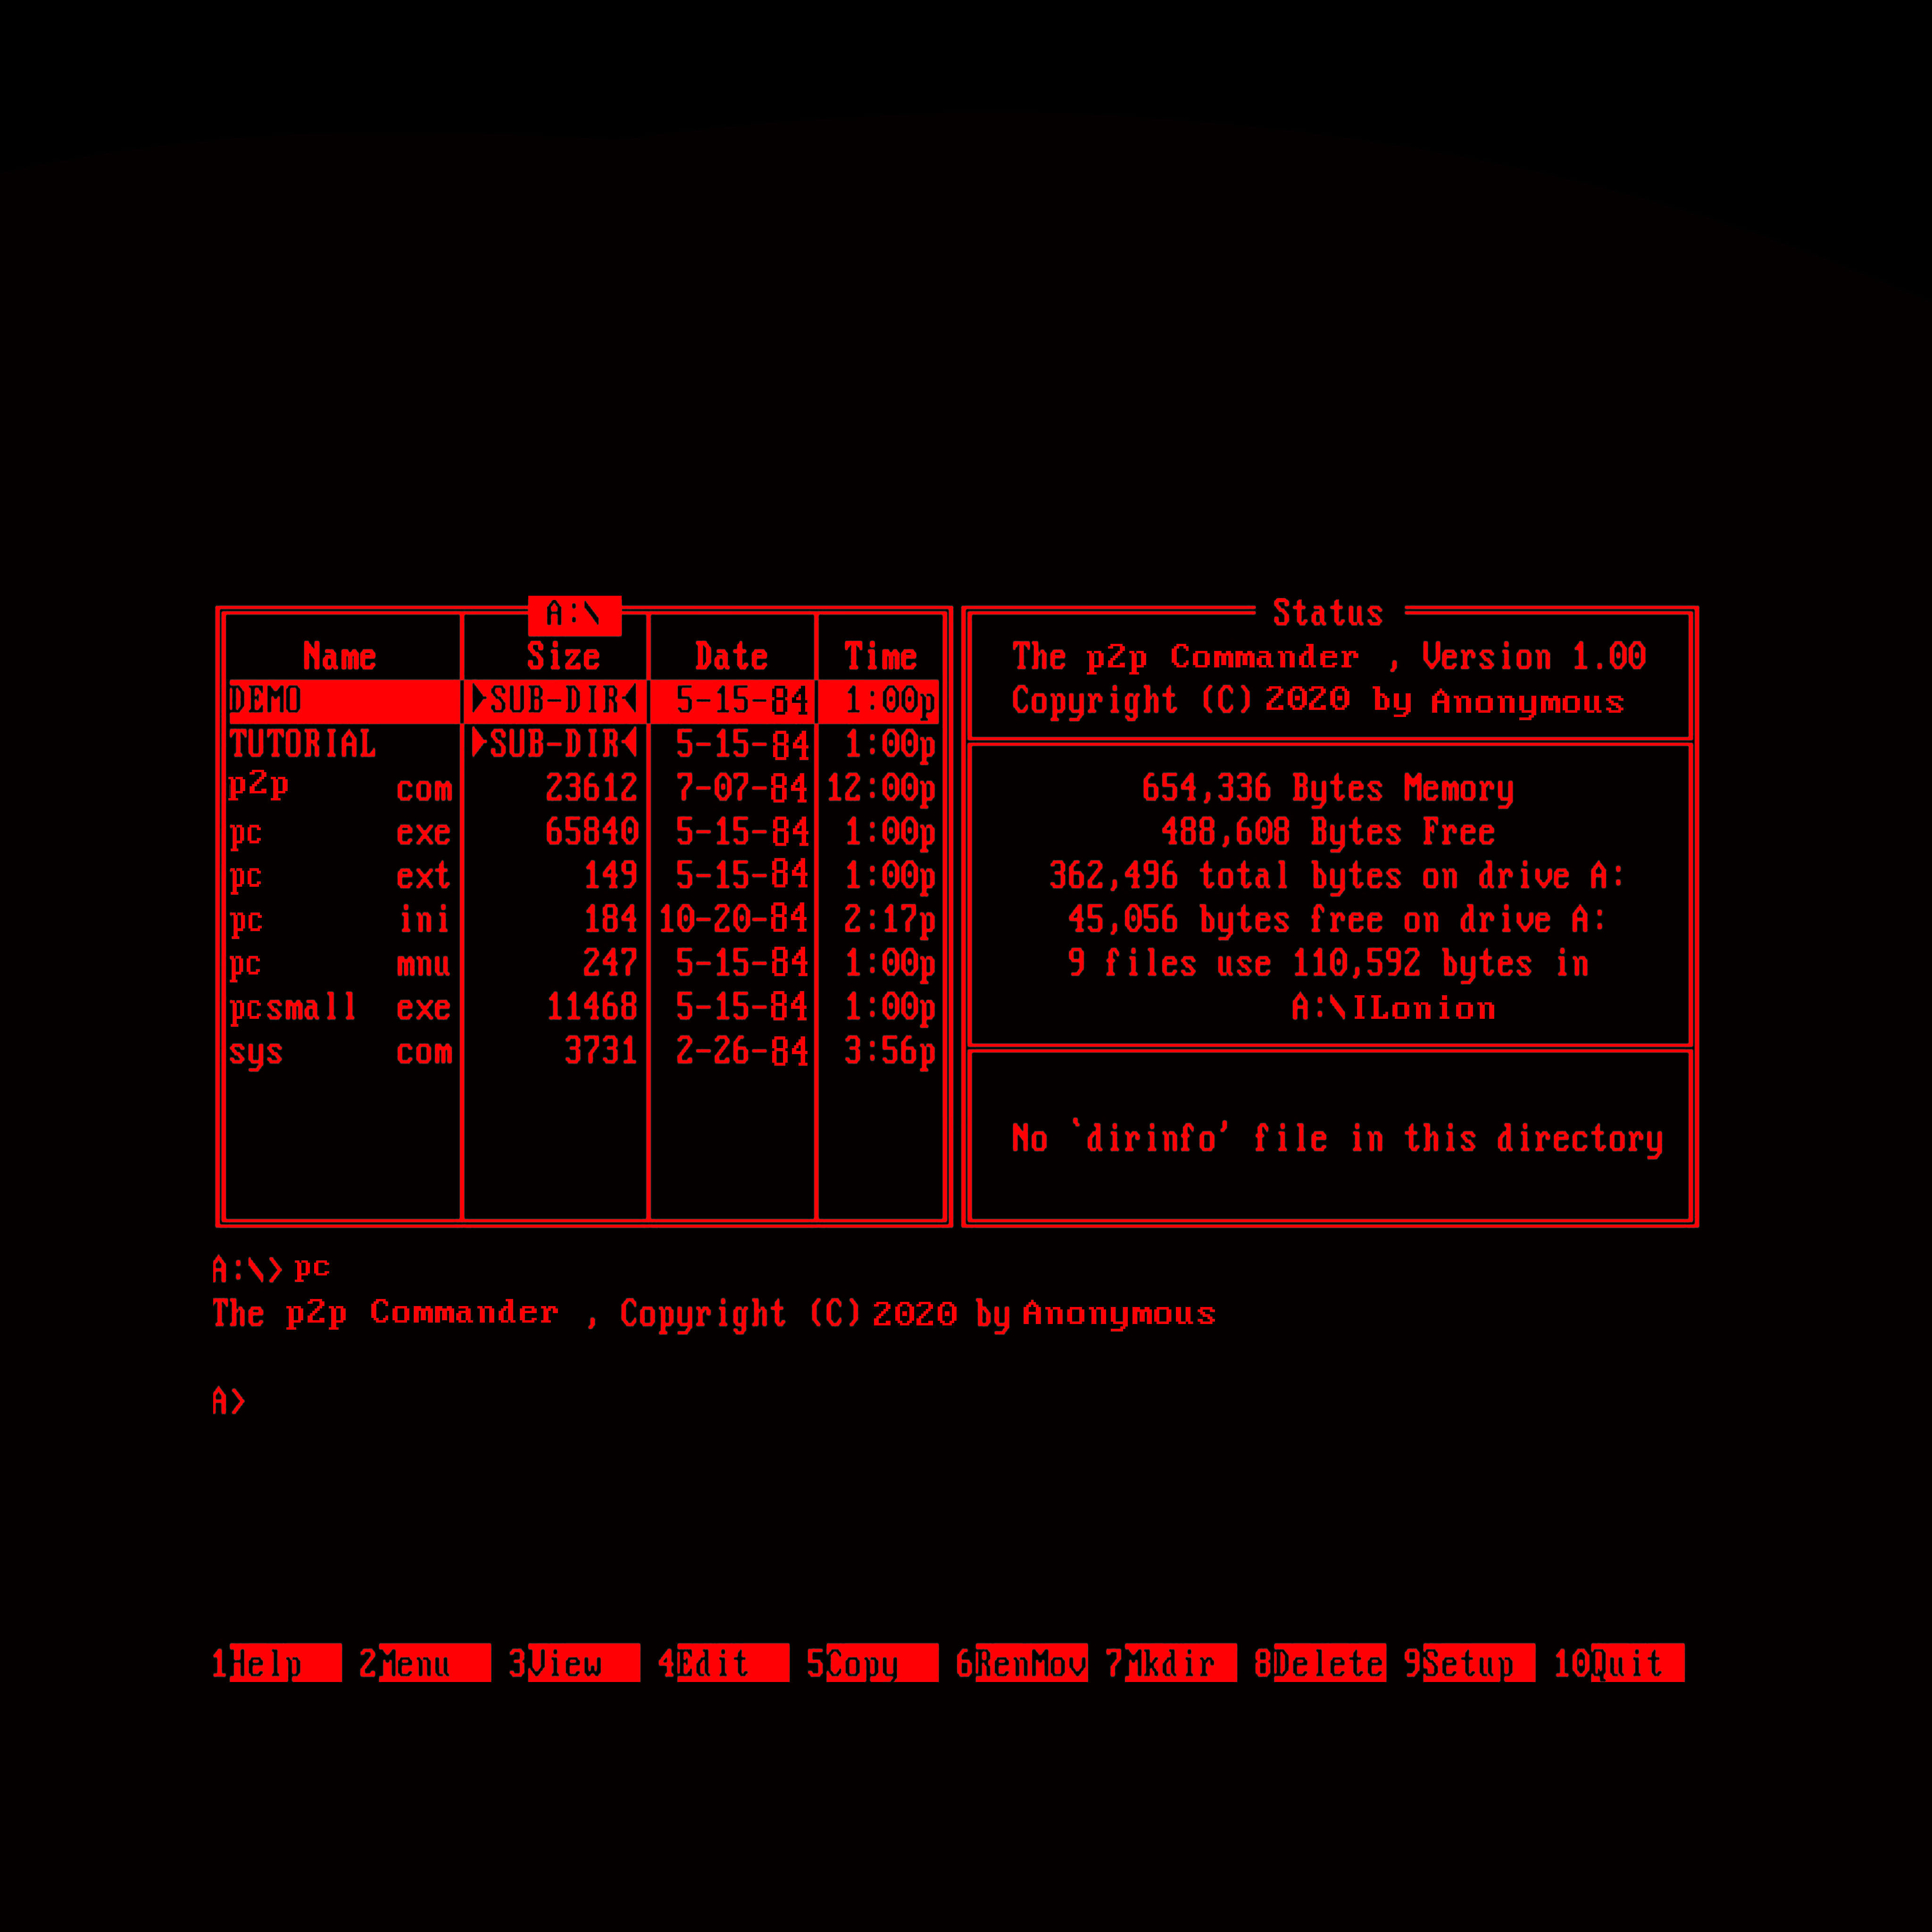 A:\
Name Size Date Time
DEMO ►SUB-DIR◄ 5-15-84 1:00p
TUTORIAL ►SUB-DIR◄ 5-15-84 1:00p
p2p com 23612 7-07-84 12:00p
pc exe 65840 5-15-84 1:00p
pc ext 149 5-15-84 1:00p
pc ini 184 10-20-84 2:17p
pc mnu 247 5-15-84 1:00p
pcsmall exe 11468 5-15-84 1:00p
sys com 3731 2-26-84 3:56p
Status
The p2p Commander , Version 1.00
Copyright (C) 2020 by Anonymous
654,336 Bytes Memory
488,608 Bytes Free
362,496 total bytes on drive A:
45,056 bytes free on drive A:
9 files use 110,592 bytes in
A:\ILonion
No `dirinfo' file in this directory
A:\> pc
The p2p Commander , Copyright (C) 2020 by Anonymous
A>
1Help 2Menu 3View 4Edit 5Copy 6RenMov 7Mkdir 8Delete 9Setup 10Quit